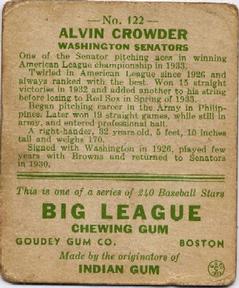 No. 122
ALVIN CROWDER
WASHINGTON SENATORS
One of the Senator pitching aces in winning
American League championship in 1933.
Twirled in American League since 1926 and
always ranked with the best. Won 15 straight
victories in 1932 and added another to his string
before losing to Red Sox in Spring of 1933.
Began pitching career in the Army in Philip-
pines. Later won 19 straight games, while still in
army, and entered professional ball.
A right-hander, 32 years old, 5 feet, 10 inches
tall and weighs 170.
Signed with Washington in 1926, played few
years with Browns and returned to Senators
in 1930.
This is one of a series of 240 Baseball Stars
BIG LEAGUE
CHEWING GUM
GOUDEY GUM CO. BOSTON
Made by the originators of
INDIAN GUM